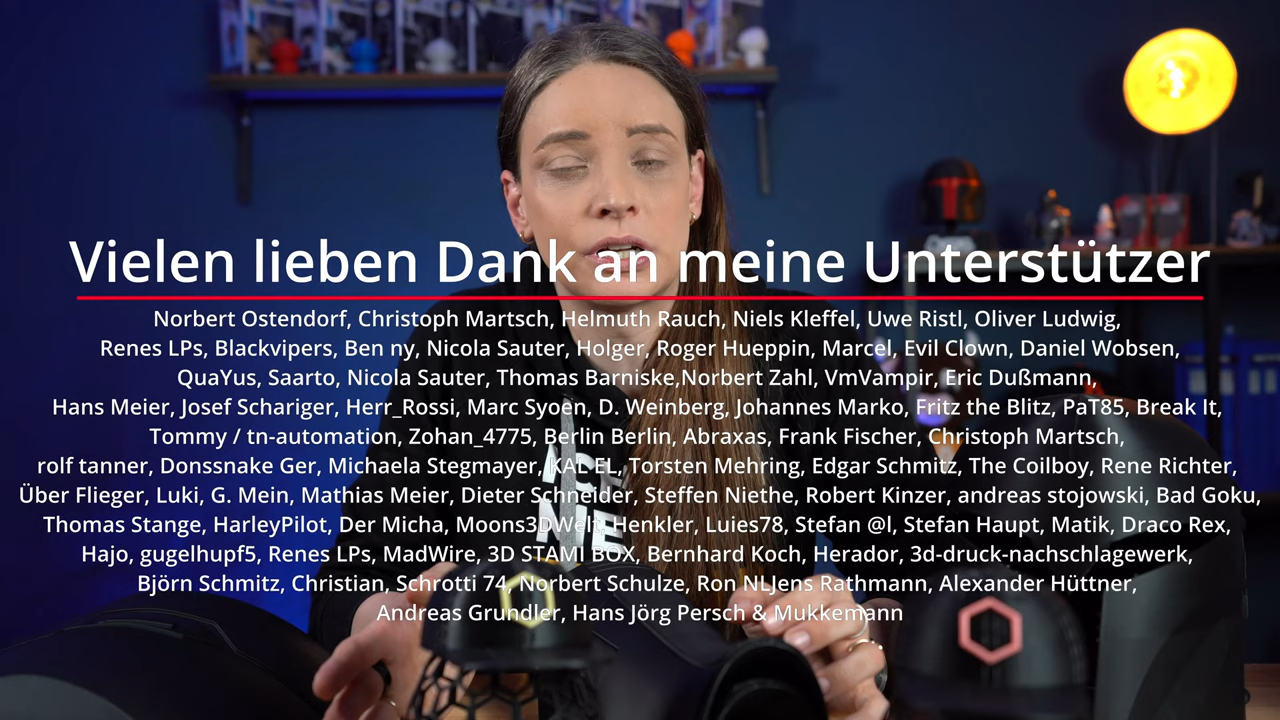 Vielen lieben Dank an meine Unterstützer
Norbert Ostendorf, Christoph Martsch, Helmuth Rauch, Niels Kleffel, Uwe Ristl, Oliver Ludwig,
Renes LPs, Blackvipers, Ben ny, Nicola Sauter, Holger, Roger Hueppin, Marcel, Evil Clown, Daniel Wobsen,
QuaYus, Saarto, Nicola Sauter, Thomas Barniske,Norbert Zahl, VmVampir, Eric Dußmann,
Hans Meier, Josef Schariger, Herr_Rossi, Marc Syoen, D. Weinberg, Johannes Marko, Fritz the Blitz, PaT85, Break It,
Tommy / tn-automation, Zohan_4775, Berlin Berlin, Abraxas, Frank Fischer, Christoph Martsch,
rolf tanner, Donssnake Ger, Michaela Stegmayer, KAL EL, Torsten Mehring, Edgar Schmitz, The Coilboy, Rene Richter,
Über Flieger, Luki, G. Mein, Mathias Meier, Dieter Schneider, Steffen Niethe, Robert Kinzer, andreas stojowski, Bad Goku,
Thomas Stange, HarleyPilot, Der Micha, Moons3DWelt, Henkler, Luies78, Stefan @l, Stefan Haupt, Matik, Draco Rex,
Hajo, gugelhupf5, Renes LPs, MadWire, 3D STAMI BOX, Bernhard Koch, Herador, 3d-druck-nachschlagewerk,
Björn Schmitz, Christian, Schrotti 74, Norbert Schulze, Ron NLJens Rathmann, Alexander Hüttner,
Andreas Grundler, Hans Jörg Persch & Mukkemann